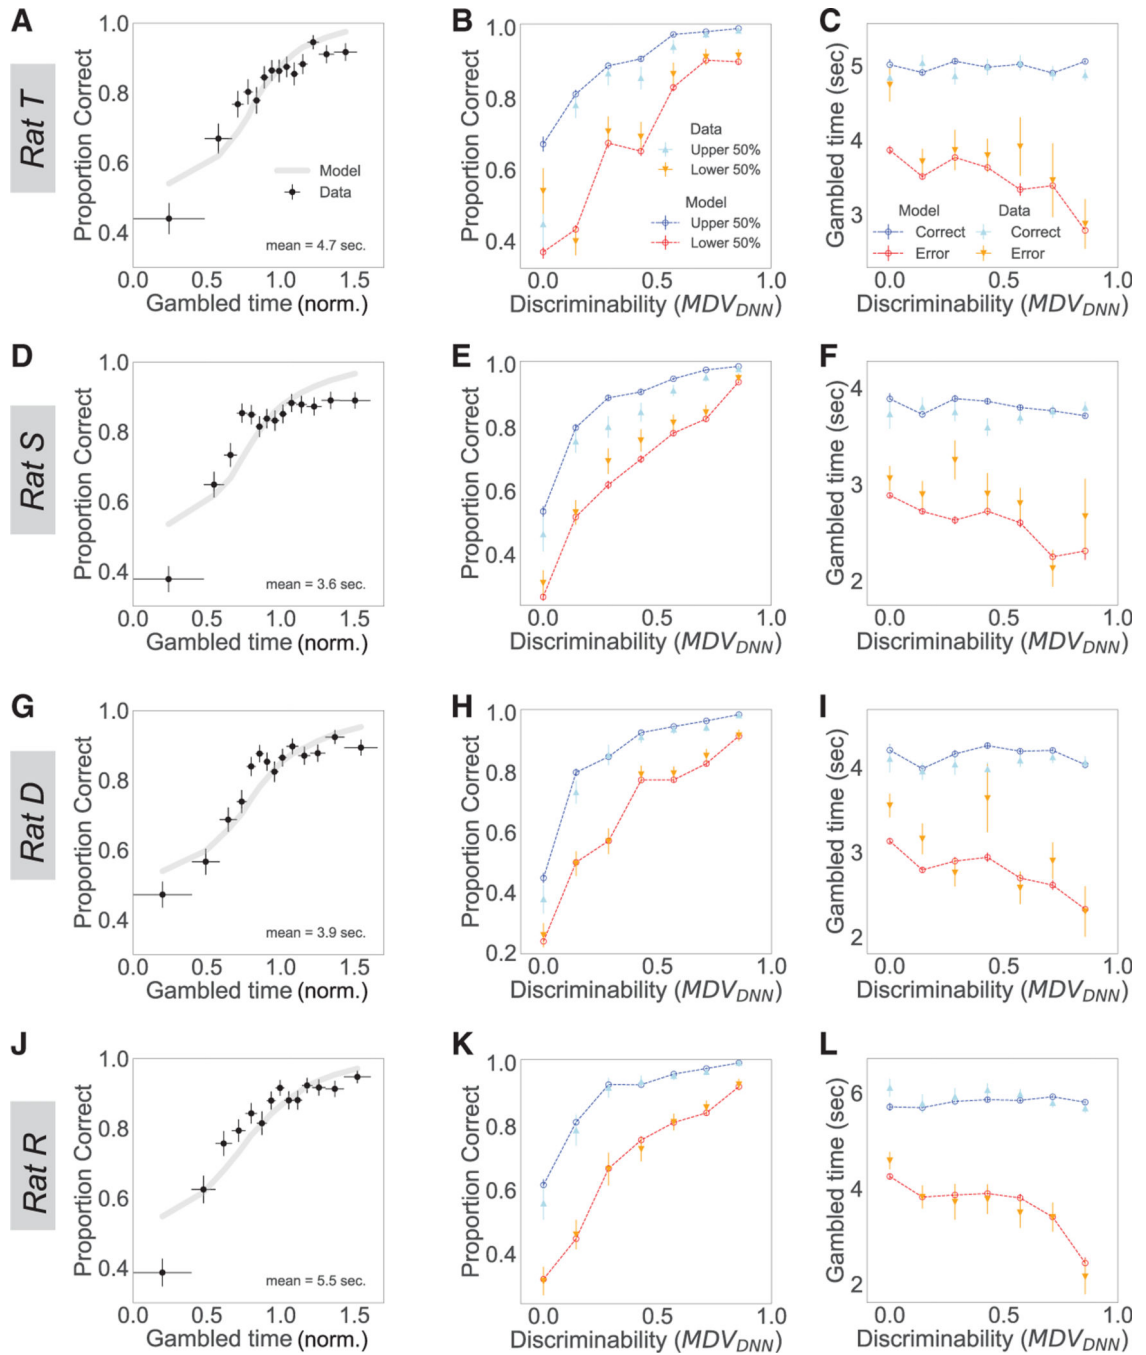 A
B
C
Rat T
Proportion Correct
1.0
0.8
0.6
0.4
Model
Data
mean = 4.7 sec.
0.0 0.5 1.0 1.5
Gambled time (norm.)
Proportion Correct
1.0
0.8
0.6
0.4
Data
Upper 50%
Lower 50%
Model
Upper 50%
Lower 50%
0.0 0.5 1.0
Discriminability (MDV_DNN)
Gambled time (sec)
5
4
3
Model Data
Correct Correct
Error Error
0.0 0.5 1.0
Discriminability (MDV_DNN)
D
E
F
Rat S
Proportion Correct
1.0
0.8
0.6
0.4
mean = 3.6 sec.
0.0 0.5 1.0 1.5
Gambled time (norm.)
Proportion Correct
1.0
0.8
0.6
0.4
0.0 0.5 1.0
Discriminability (MDV_DNN)
Gambled time (sec)
4
3
2
0.0 0.5 1.0
Discriminability (MDV_DNN)
G
H
I
Rat D
Proportion Correct
1.0
0.8
0.6
0.4
mean = 3.9 sec.
0.0 0.5 1.0 1.5
Gambled time (norm.)
Proportion Correct
1.0
0.8
0.6
0.4
0.2
0.0 0.5 1.0
Discriminability (MDV_DNN)
Gambled time (sec)
4
3
2
0.0 0.5 1.0
Discriminability (MDV_DNN)
J
K
L
Rat R
Proportion Correct
1.0
0.8
0.6
0.4
mean = 5.5 sec.
0.0 0.5 1.0 1.5
Gambled time (norm.)
Proportion Correct
1.0
0.8
0.6
0.4
0.0 0.5 1.0
Discriminability (MDV_DNN)
Gambled time (sec)
6
4
2
0.0 0.5 1.0
Discriminability (MDV_DNN)